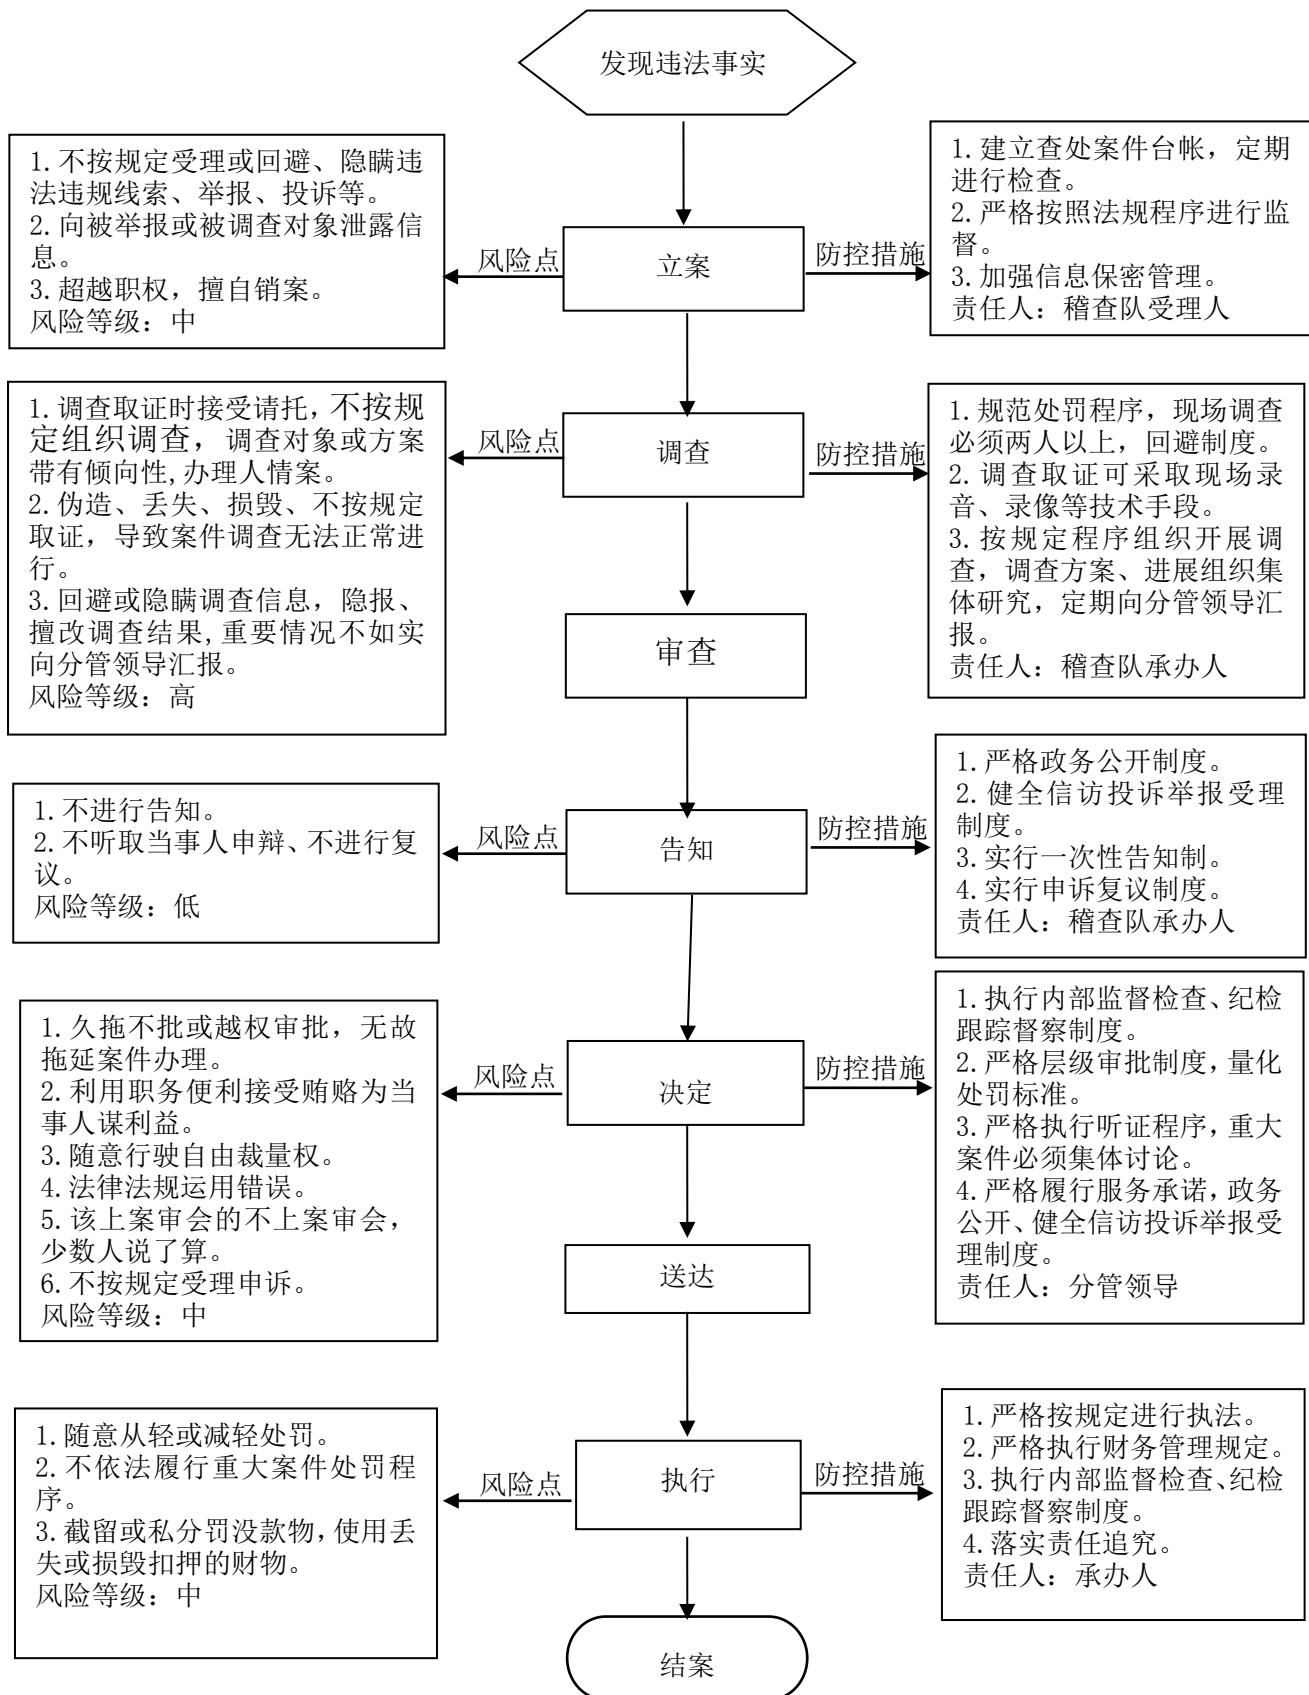 发现违法事实
1.不按规定受理或回避、隐瞒违
法违规线索、举报、投诉等。
2.向被举报或被调查对象泄露信
息。
3.超越职权，擅自销案。
风险等级：中
风险点
立案
防控措施
1.建立查处案件台帐，定期
进行检查。
2.严格按照法规程序进行监
督。
3.加强信息保密管理。
责任人：稽查队受理人
1.调查取证时接受请托，不按规
定组织调查，调查对象或方案
带有倾向性,办理人情案。
2.伪造、丢失、损毁、不按规定
取证，导致案件调查无法正常进
行。
3.回避或隐瞒调查信息，隐报、
擅改调查结果,重要情况不如实
向分管领导汇报。
风险等级：高
风险点
调查
防控措施
1.规范处罚程序，现场调查
必须两人以上，回避制度。
2.调查取证可采取现场录
音、录像等技术手段。
3.按规定程序组织开展调
查，调查方案、进展组织集
体研究，定期向分管领导汇
报。
责任人：稽查队承办人
审查
1.不进行告知。
2.不听取当事人申辩、不进行复
议。
风险等级：低
风险点
告知
防控措施
1.严格政务公开制度。
2.健全信访投诉举报受理
制度。
3.实行一次性告知制。
4.实行申诉复议制度。
责任人：稽查队承办人
1.久拖不批或越权审批，无故
拖延案件办理。
2.利用职务便利接受贿赂为当
事人谋利益。
3.随意行驶自由裁量权。
4.法律法规运用错误。
5.该上案审会的不上案审会，
少数人说了算。
6.不按规定受理申诉。
风险等级：中
风险点
决定
防控措施
1.执行内部监督检查、纪检
跟踪督察制度。
2.严格层级审批制度，量化
处罚标准。
3.严格执行听证程序，重大
案件必须集体讨论。
4.严格履行服务承诺，政务
公开、健全信访投诉举报受
理制度。
责任人：分管领导
送达
1.随意从轻或减轻处罚。
2.不依法履行重大案件处罚程
序。
3.截留或私分罚没款物，使用丢
失或损毁扣押的财物。
风险等级：中
风险点
执行
防控措施
1.严格按规定进行执法。
2.严格执行财务管理规定。
3.执行内部监督检查、纪检
跟踪督察制度。
4.落实责任追究。
责任人：承办人
结案